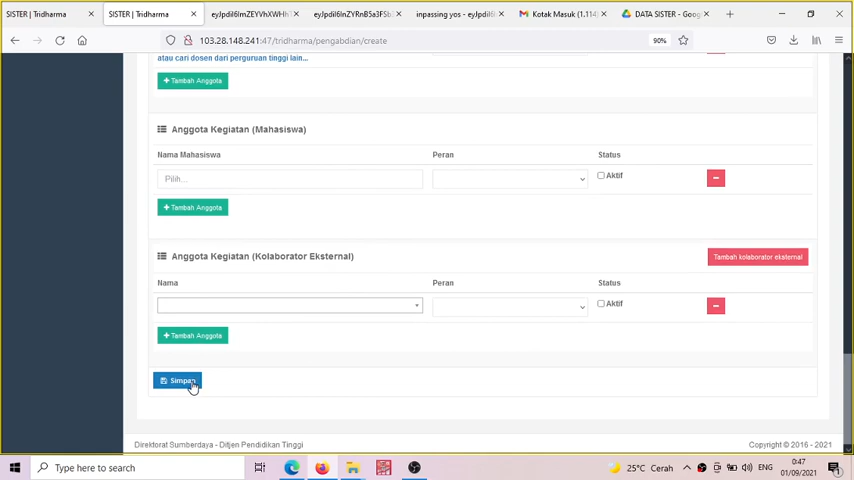 SISTER | Tridharma
SISTER | Tridharma
inpassing yos - eyJpdil6I
Kotak Masuk (1.114)
DATA SISTER - Goog
103.28.148.241:47/tridharma/pengabdian/create
90%
atau cari dosen dari perguruan tinggi lain...
+ Tambah Anggota
Anggota Kegiatan (Mahasiswa)
Nama Mahasiswa Peran Status
Pilih... Aktif
+ Tambah Anggota
Anggota Kegiatan (Kolaborator Eksternal)
Tambah kolaborator eksternal
Nama Peran Status
Aktif
+ Tambah Anggota
Simpan
Direktorat Sumberdaya - Ditjen Pendidikan Tinggi
Copyright © 2016 - 2021
Type here to search
25°C Cerah
ENG
0:47
01/09/2021